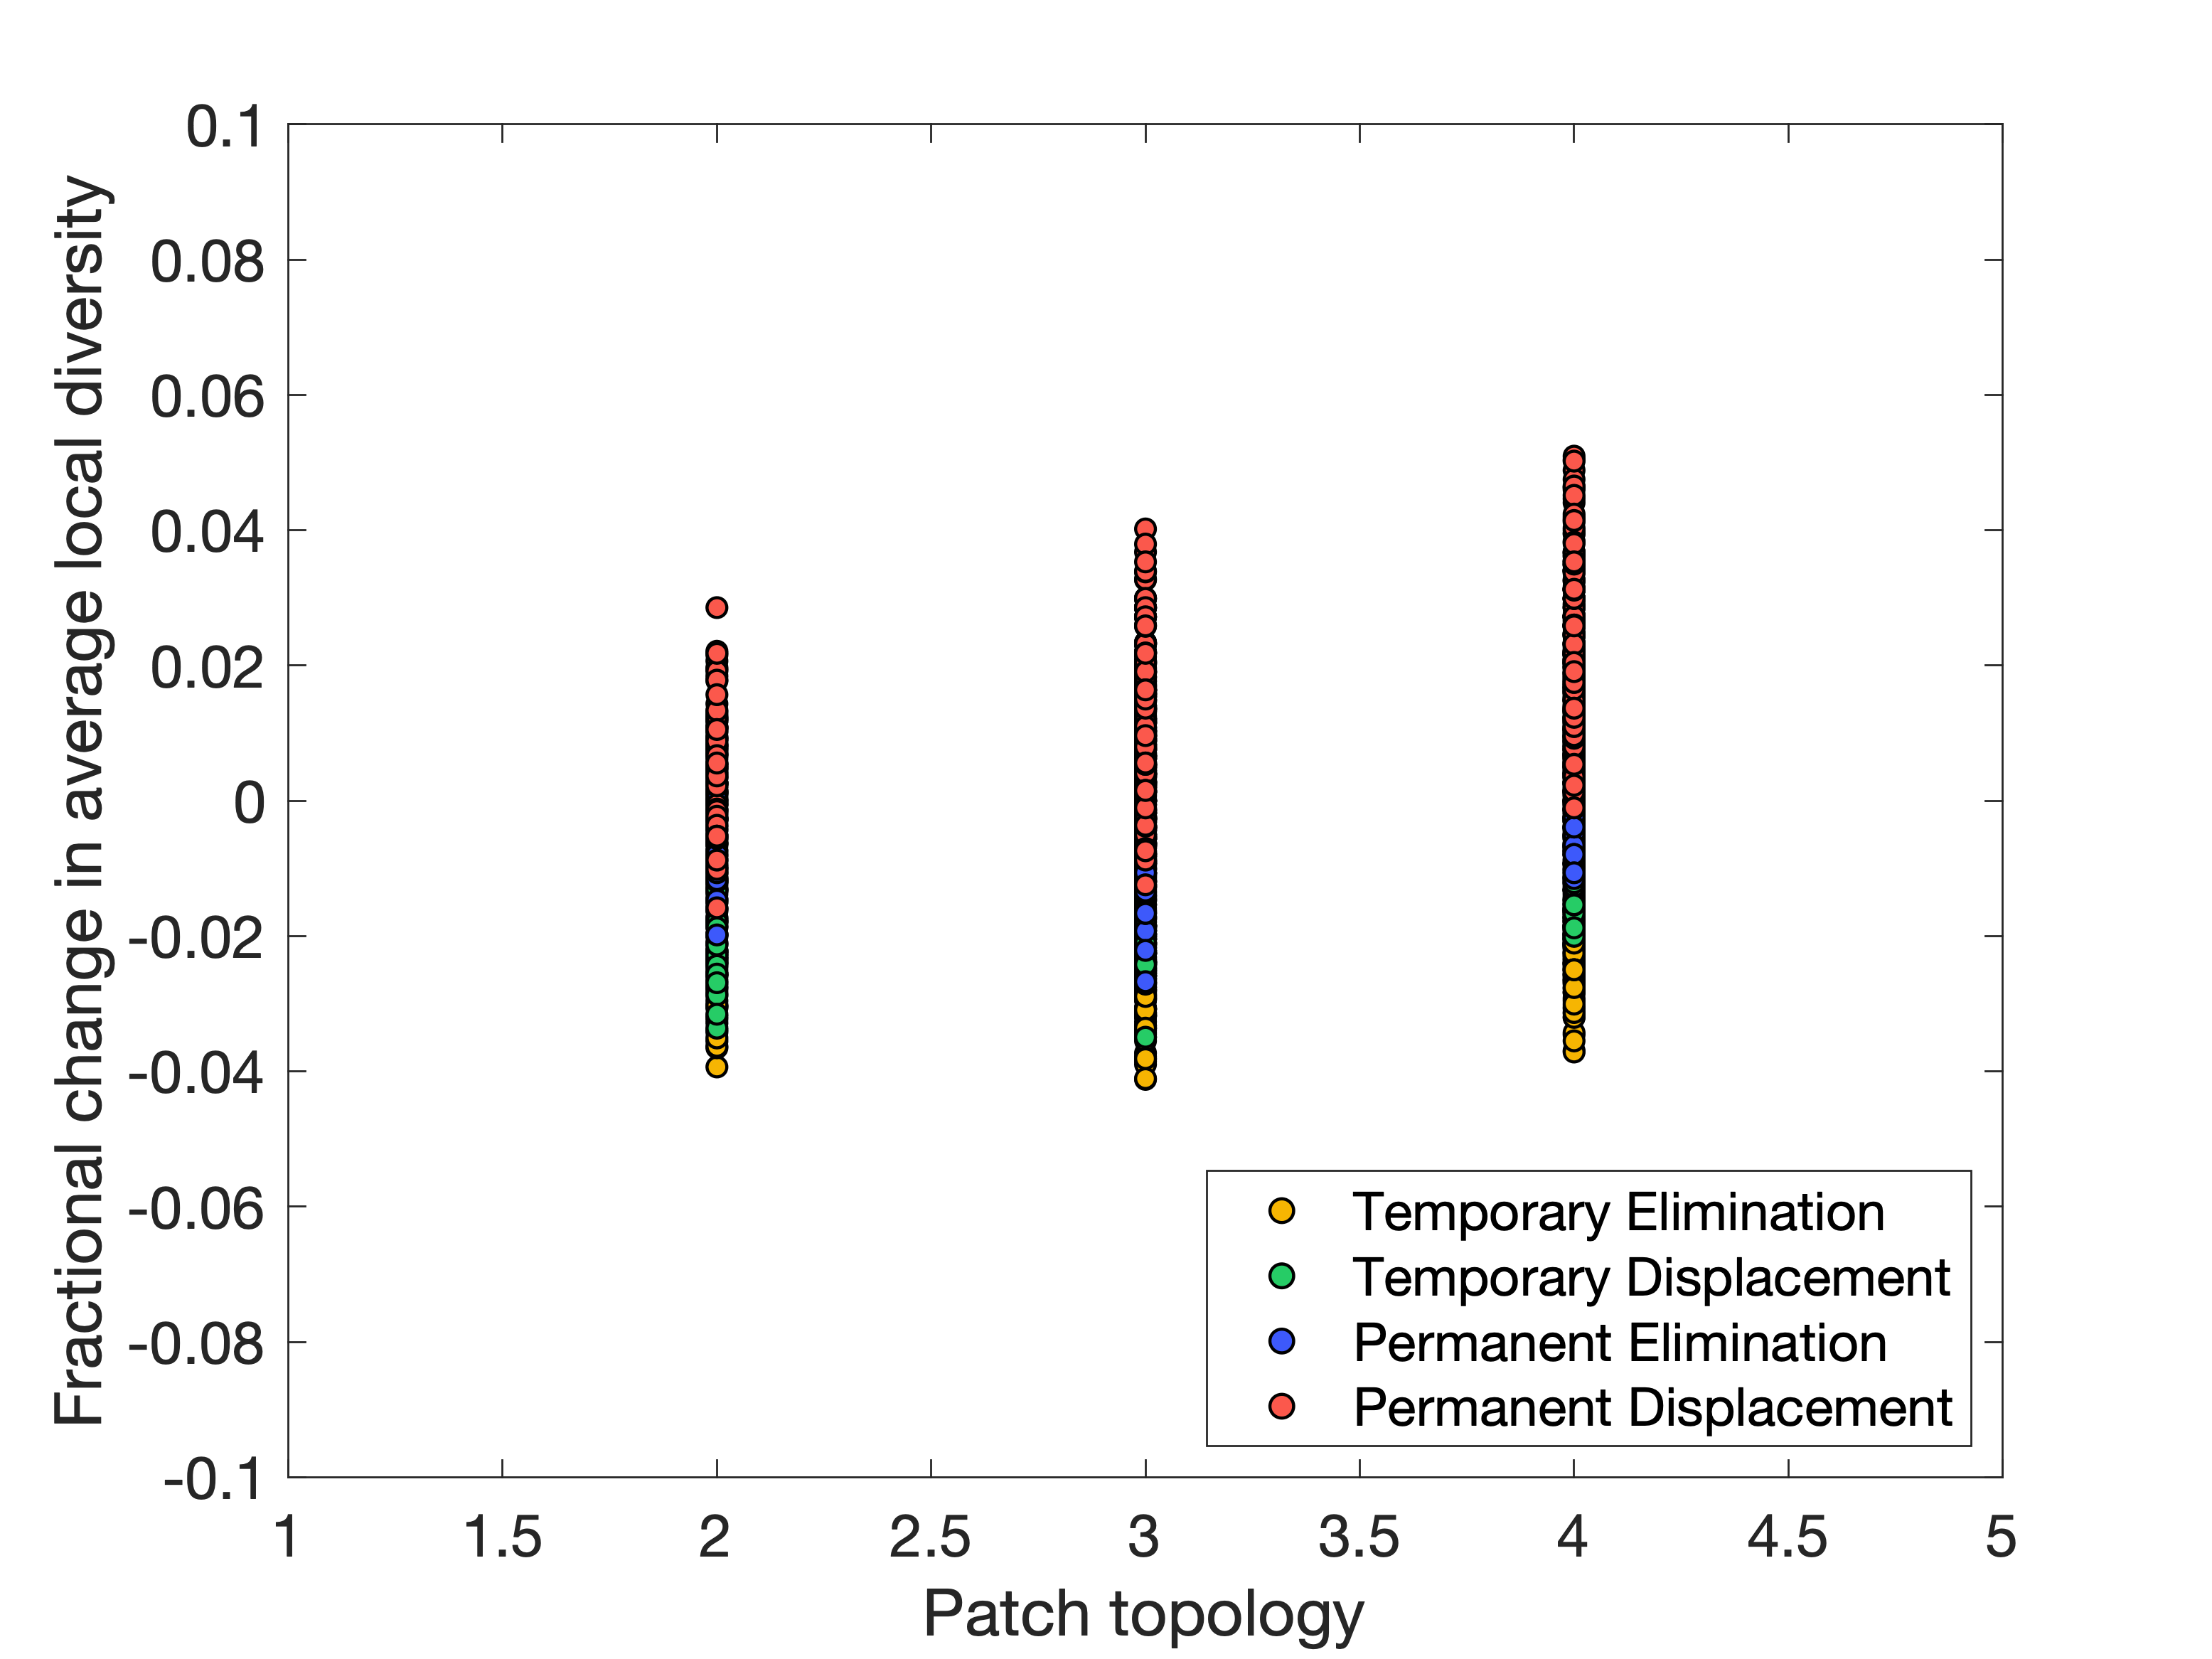 Fractional change in average local diversity
0.1
0.08
0.06
0.04
0.02
0
-0.02
-0.04
-0.06
-0.08
-0.1
Temporary Elimination
Temporary Displacement
Permanent Elimination
Permanent Displacement
1 1.5 2 2.5 3 3.5 4 4.5 5
Patch topology